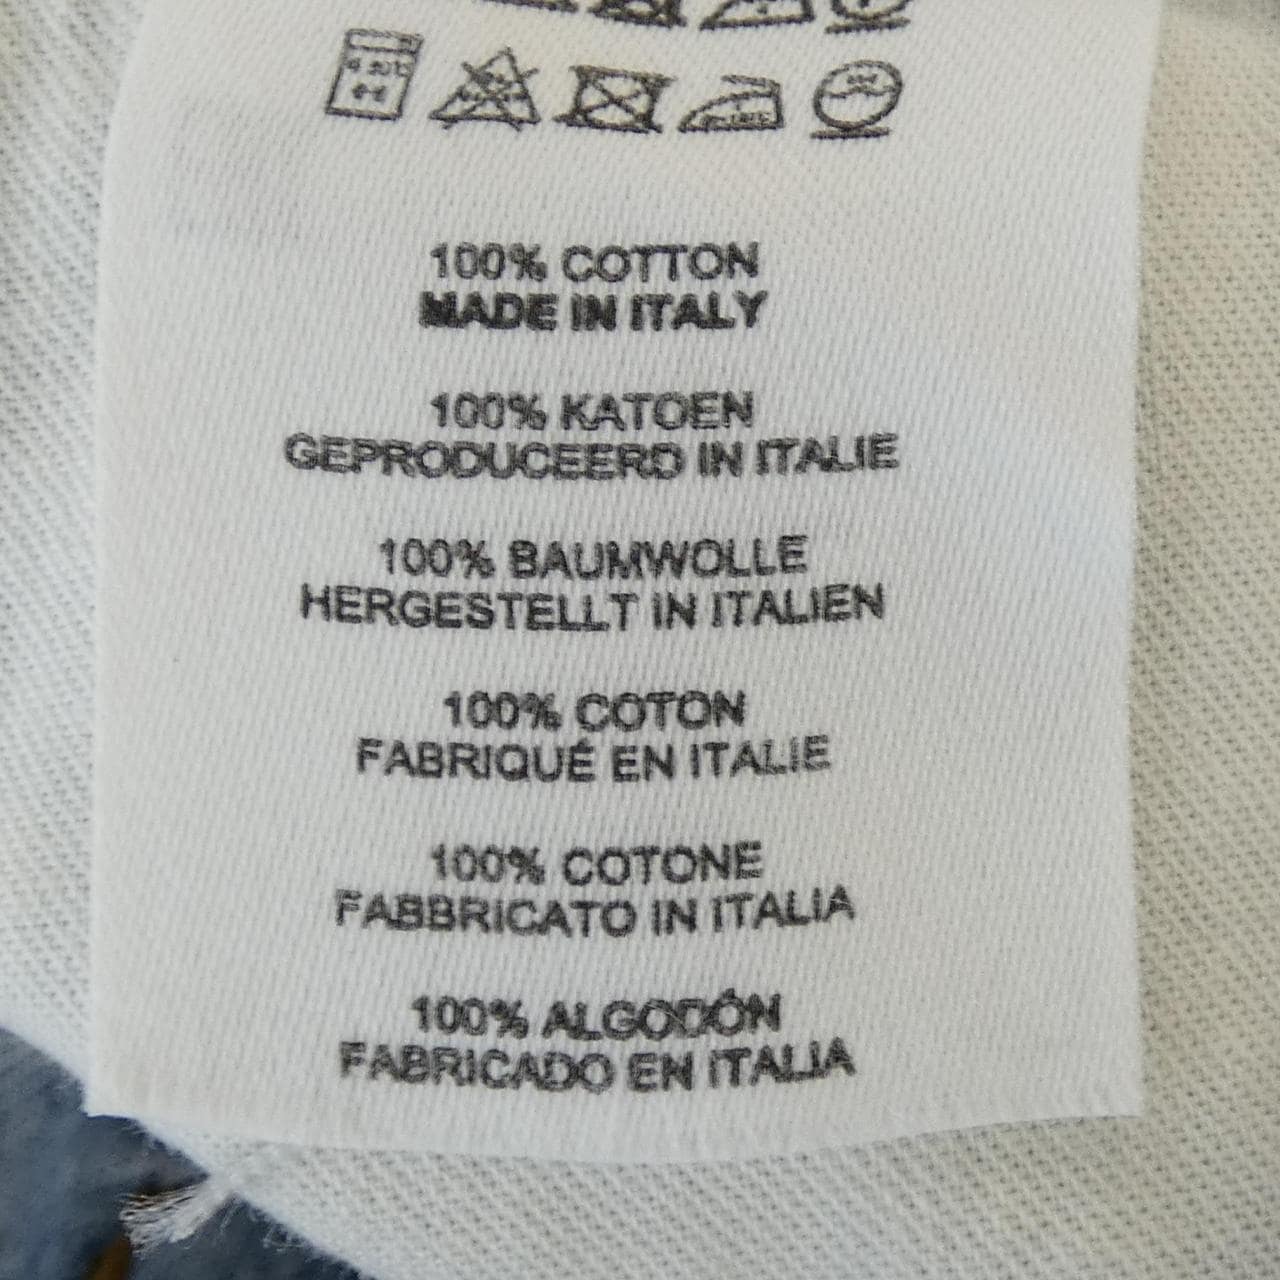 100% COTTON
MADE IN ITALY
100% KATOEN
GEPRODUCEERD IN ITALIE
100% BAUMWOLLE
HERGESTELLT IN ITALIEN
100% COTON
FABRIQUÉ EN ITALIE
100% COTONE
FABBRICATO IN ITALIA
100% ALGODÓN
FABRICADO EN ITALIA